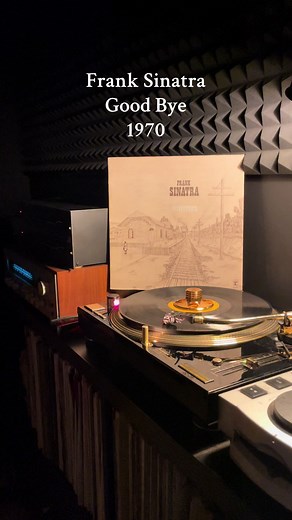 Frank Sinatra
Good Bye
1970
FRANK
SINATRA